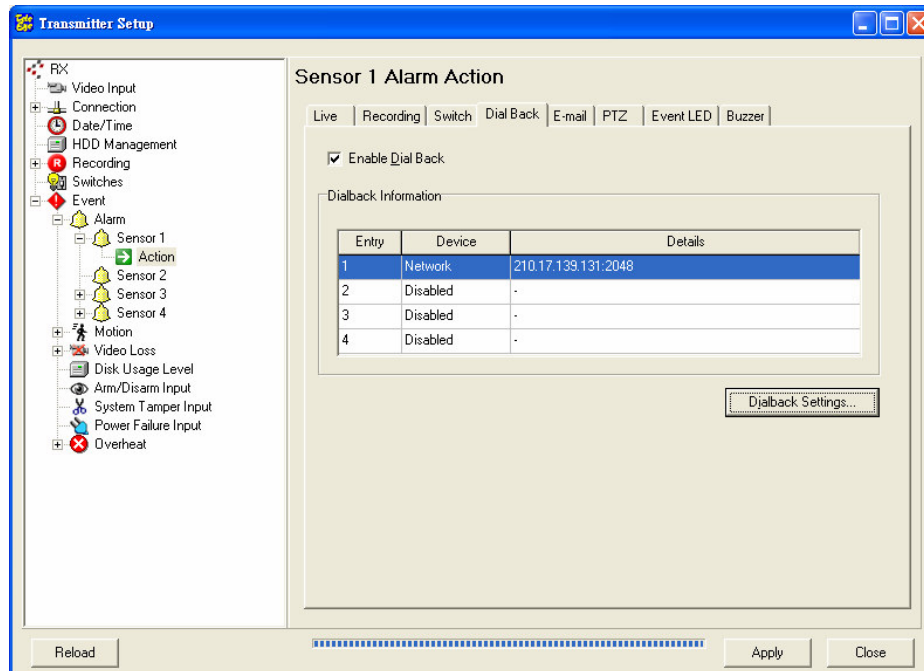 Transmitter Setup
RX
Video Input
Connection
Date/Time
HDD Management
R
Recording
Switches
Event
Alarm
Sensor 1
Action
Sensor 2
Sensor 3
Sensor 4
Motion
Video Loss
Disk Usage Level
Arm/Disarm Input
System Tamper Input
Power Failure Input
Overheat
Sensor 1 Alarm Action
Live Recording Switch Dial Back E-mail PTZ Event LED Buzzer
Enable Dial Back
Dialback Information
Entry Device Details
1 Network 210.17.139.131:2048
2 Disabled -
3 Disabled -
4 Disabled -
Dialback Settings...
Reload Apply Close